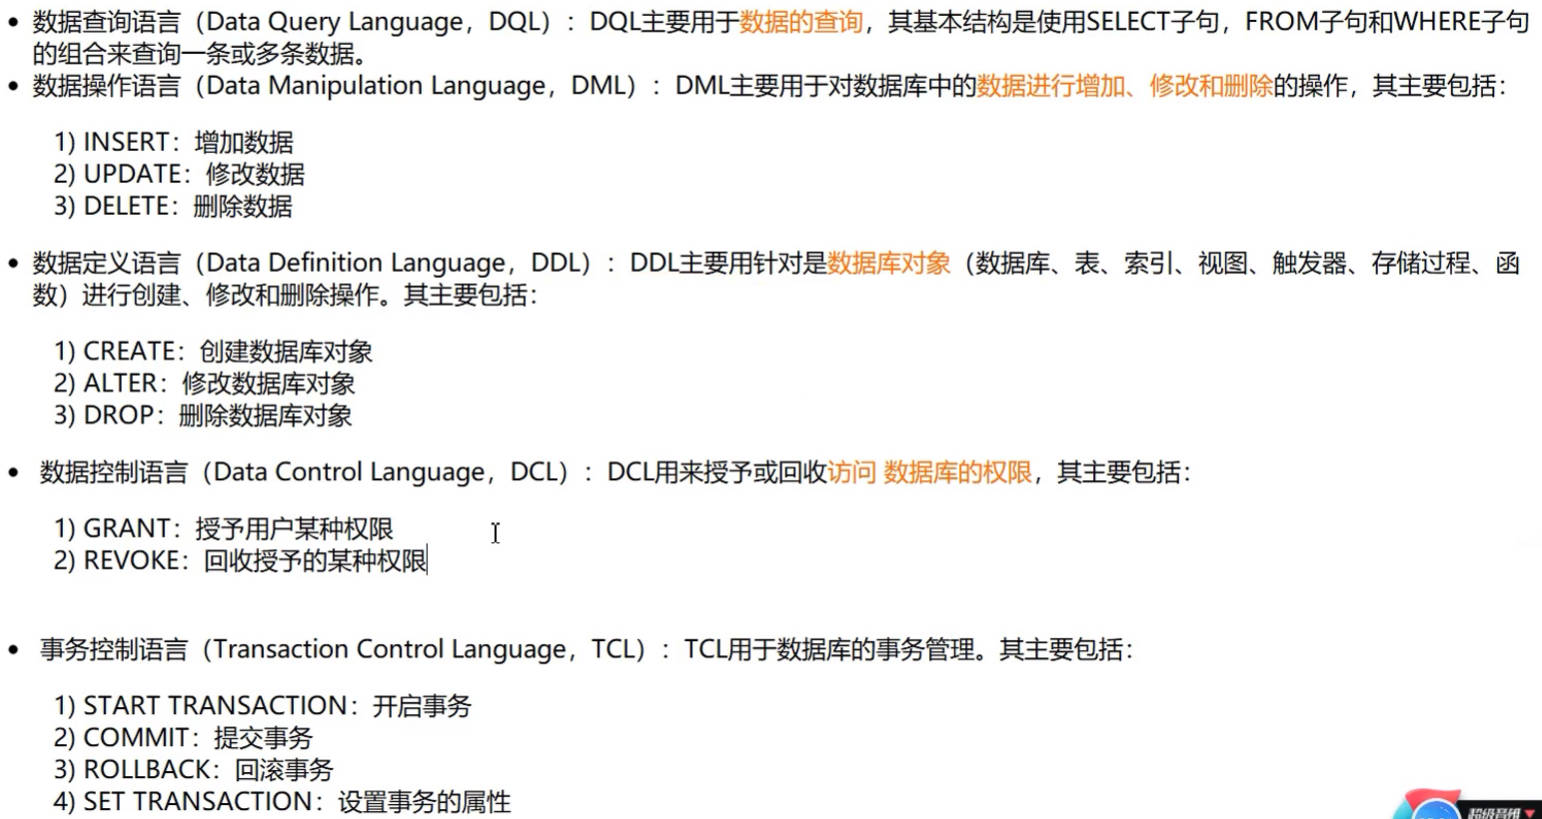 • 数据查询语言（Data Query Language，DQL）：DQL主要用于数据的查询，其基本结构是使用SELECT子句，FROM子句和WHERE子句
的组合来查询一条或多条数据。
• 数据操作语言（Data Manipulation Language，DML）：DML主要用于对数据库中的数据进行增加、修改和删除的操作，其主要包括：
1) INSERT：增加数据
2) UPDATE：修改数据
3) DELETE：删除数据
• 数据定义语言（Data Definition Language，DDL）：DDL主要用针对是数据库对象（数据库、表、索引、视图、触发器、存储过程、函
数）进行创建、修改和删除操作。其主要包括：
1) CREATE：创建数据库对象
2) ALTER：修改数据库对象
3) DROP：删除数据库对象
• 数据控制语言（Data Control Language，DCL）：DCL用来授予或回收访问 数据库的权限，其主要包括：
1) GRANT：授予用户某种权限
2) REVOKE：回收授予的某种权限
• 事务控制语言（Transaction Control Language，TCL）：TCL用于数据库的事务管理。其主要包括：
1) START TRANSACTION：开启事务
2) COMMIT：提交事务
3) ROLLBACK：回滚事务
4) SET TRANSACTION：设置事务的属性